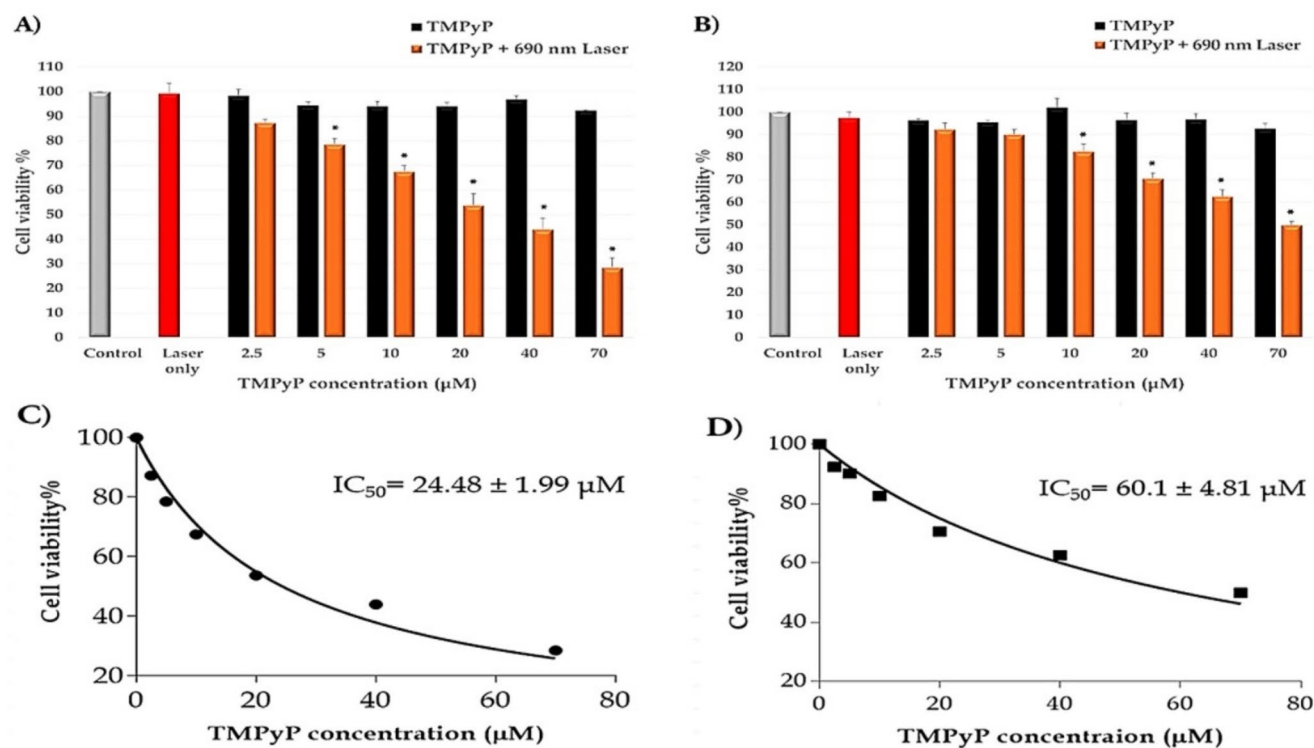 A)
TMPyP
TMPyP + 690 nm Laser
110
100
90
80
70
60
50
40
30
20
10
0
Cell viability %
* * * * *
Control Laser only 2.5 5 10 20 40 70
TMPyP concentration (µM)
B)
TMPyP
TMPyP + 690 nm Laser
120
110
100
90
80
70
60
50
40
30
20
10
0
Cell viability %
* * * *
Control Laser only 2.5 5 10 20 40 70
TMPyP concentration (µM)
C)
100
80
60
40
20
Cell viability%
IC₅₀= 24.48 ± 1.99 µM
0 20 40 60 80
TMPyP concentration (µM)
D)
100
80
60
40
20
Cell viability%
IC₅₀= 60.1 ± 4.81 µM
0 20 40 60 80
TMPyP concentraion (µM)